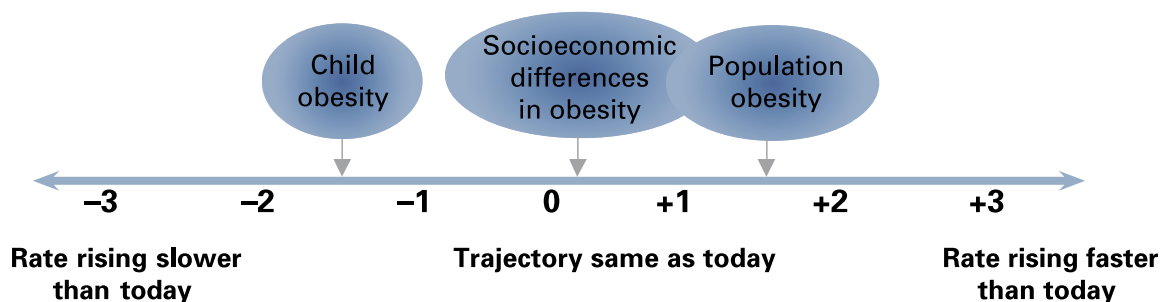 Child
obesity
Socioeconomic
differences
in obesity
Population
obesity
–3 –2 –1 0 +1 +2 +3
Rate rising slower
than today
Trajectory same as today
Rate rising faster
than today